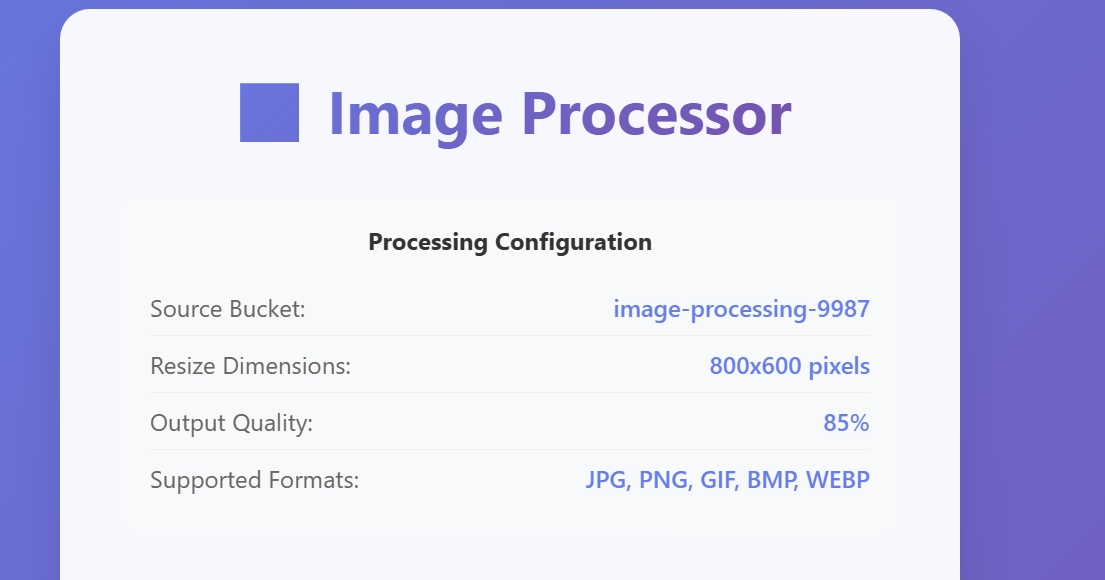 Image Processor
Processing Configuration
Source Bucket: image-processing-9987
Resize Dimensions: 800x600 pixels
Output Quality: 85%
Supported Formats: JPG, PNG, GIF, BMP, WEBP